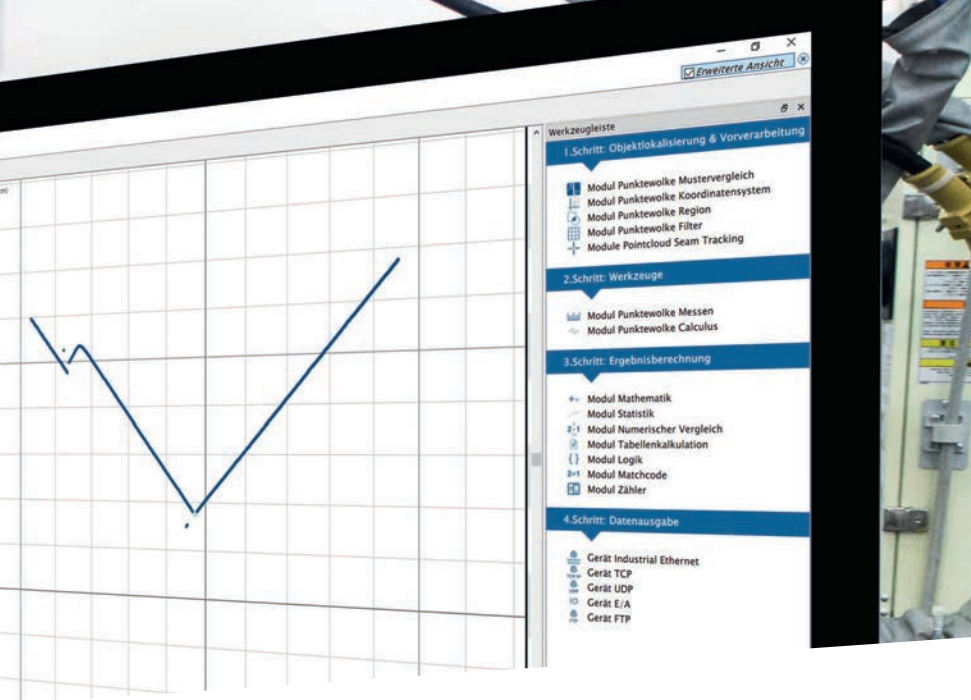 Erweiterte Ansicht
Werkzeugleiste
1.Schritt: Objektlokalisierung & Vorverarbeitung
Modul Punktewolke Mustervergleich
Modul Punktewolke Koordinatensystem
Modul Punktewolke Region
Modul Punktewolke Filter
Module Pointcloud Seam Tracking
2.Schritt: Werkzeuge
Modul Punktewolke Messen
Modul Punktewolke Calculus
3.Schritt: Ergebnisberechnung
Modul Mathematik
Modul Statistik
Modul Numerischer Vergleich
Modul Tabellenkalkulation
Modul Logik
Modul Matchcode
Modul Zähler
4.Schritt: Datenausgabe
Gerät Industrial Ethernet
Gerät TCP
Gerät UDP
IO Gerät E/A
Gerät FTP